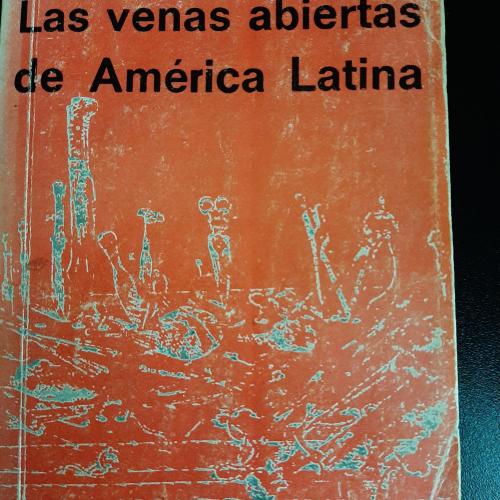 Las venas abiertas
de América Latina